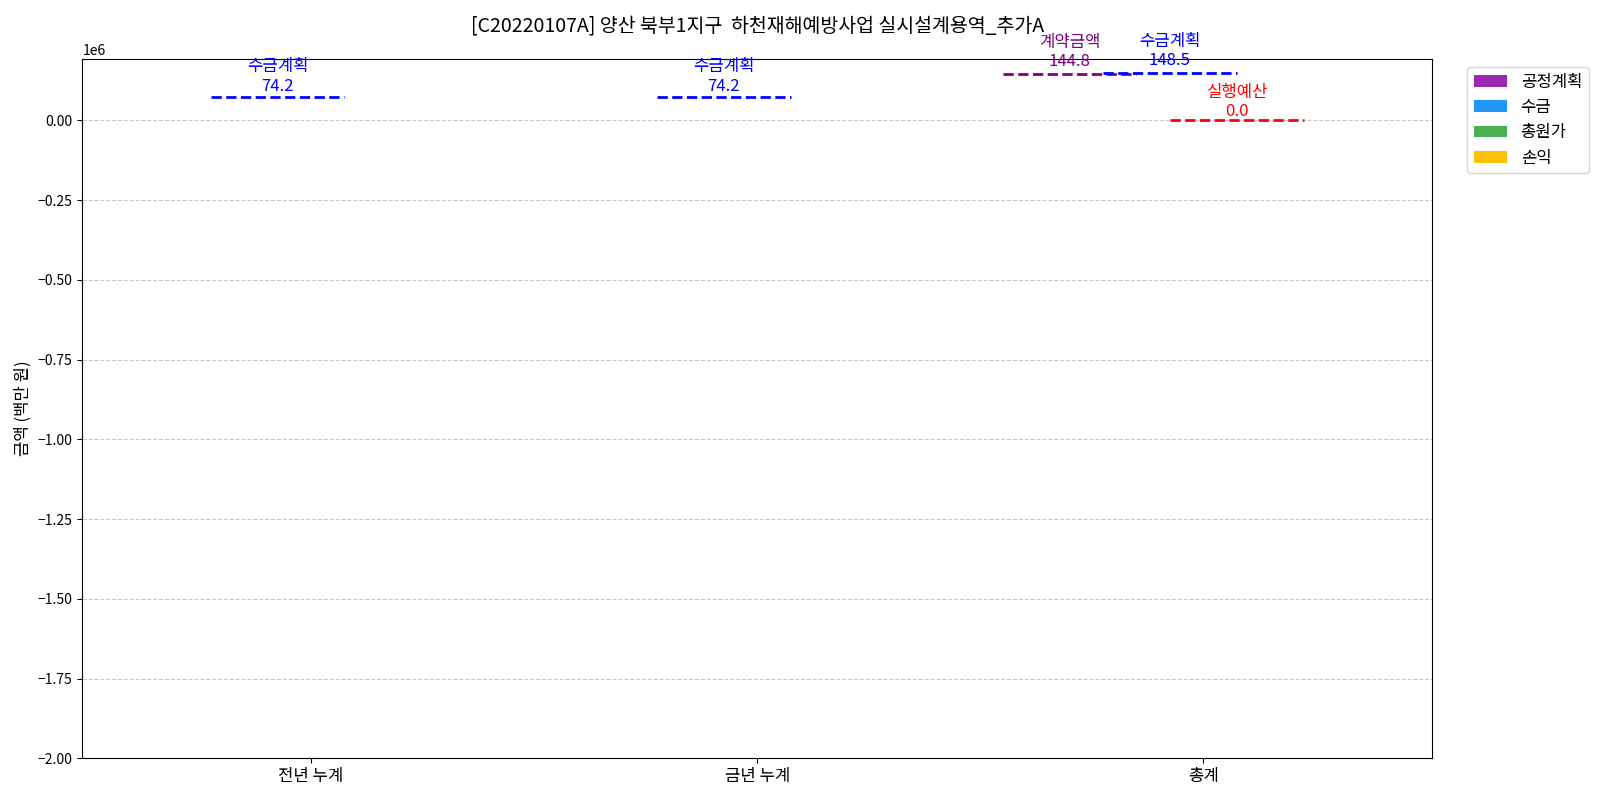 [C20220107A] 양산 북부1지구  하천재해예방사업 실시설계용역_추가A
1e6
수금계획
74.2
수금계획
74.2
계약금액
144.8
수금계획
148.5
실행예산
0.0
공정계획
수금
총원가
손익
금액 (백만 원)
0.00
−0.25
−0.50
−0.75
−1.00
−1.25
−1.50
−1.75
−2.00
전년 누계
금년 누계
총계